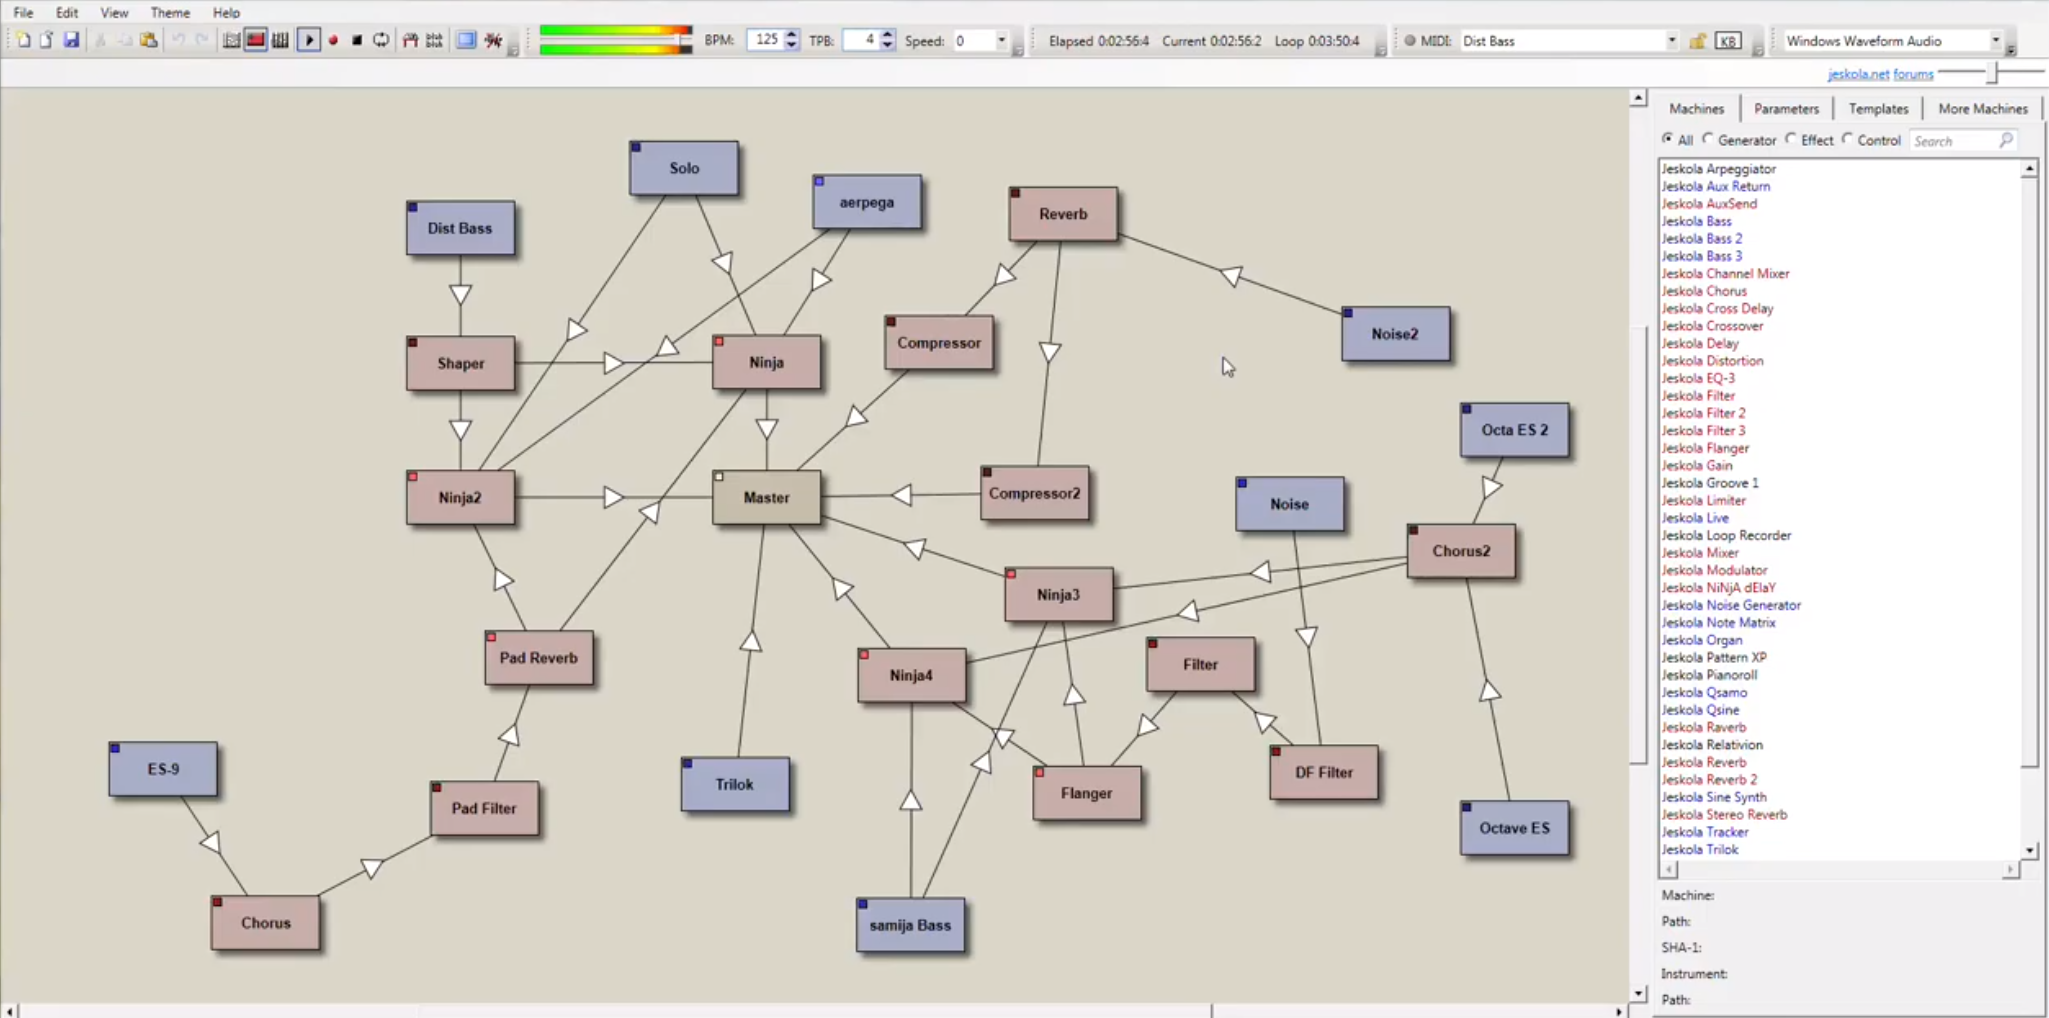 File Edit View Theme Help
BPM: 125 TPB: 4 Speed: 0 Elapsed 0:02:56:4 Current 0:02:56:2 Loop 0:03:50:4 MIDI: Dist Bass KB Windows Waveform Audio
jeskola.net forums
Machines Parameters Templates More Machines
All Generator Effect Control Search
Solo
aerpega
Dist Bass
Reverb
Noise2
Compressor
Shaper
Ninja
Octa ES 2
Ninja2
Master
Compressor2
Noise
Chorus2
Ninja3
Pad Reverb
Ninja4
Filter
ES-9
Trilok
DF Filter
Flanger
Pad Filter
Octave ES
Chorus
samija Bass
Jeskola Arpeggiator
Jeskola Aux Return
Jeskola AuxSend
Jeskola Bass
Jeskola Bass 2
Jeskola Bass 3
Jeskola Channel Mixer
Jeskola Chorus
Jeskola Cross Delay
Jeskola Crossover
Jeskola Delay
Jeskola Distortion
Jeskola EQ-3
Jeskola Filter
Jeskola Filter 2
Jeskola Filter 3
Jeskola Flanger
Jeskola Gain
Jeskola Groove 1
Jeskola Limiter
Jeskola Live
Jeskola Loop Recorder
Jeskola Mixer
Jeskola Modulator
Jeskola NiNjA dElaY
Jeskola Noise Generator
Jeskola Note Matrix
Jeskola Organ
Jeskola Pattern XP
Jeskola Pianoroll
Jeskola Qsamo
Jeskola Qsine
Jeskola Raverb
Jeskola Relativion
Jeskola Reverb
Jeskola Reverb 2
Jeskola Sine Synth
Jeskola Stereo Reverb
Jeskola Tracker
Jeskola Trilok
Machine:
Path:
SHA-1:
Instrument:
Path: